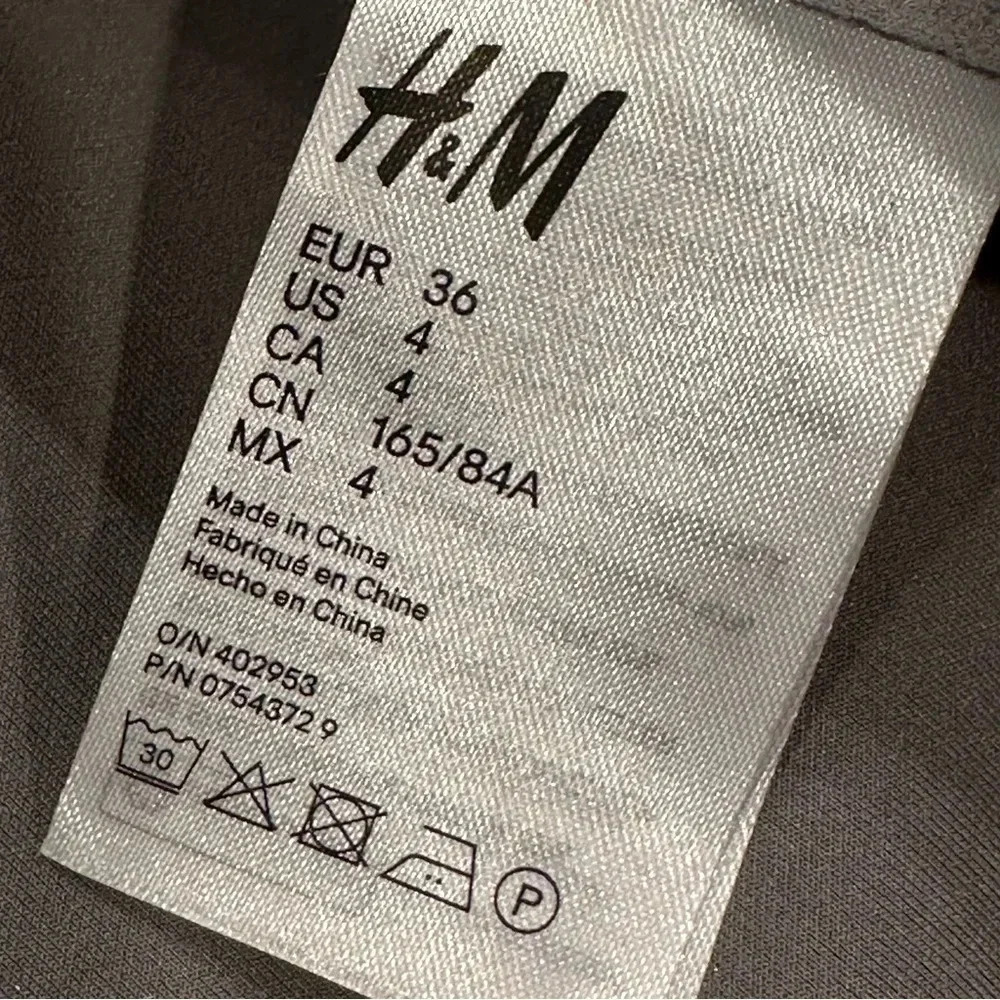 H&M
EUR 36
US 4
CA 4
CN 165/84A
MX 4
Made in China
Fabriqué en Chine
Hecho en China
O/N 402953
P/N 0754372 9
30
P